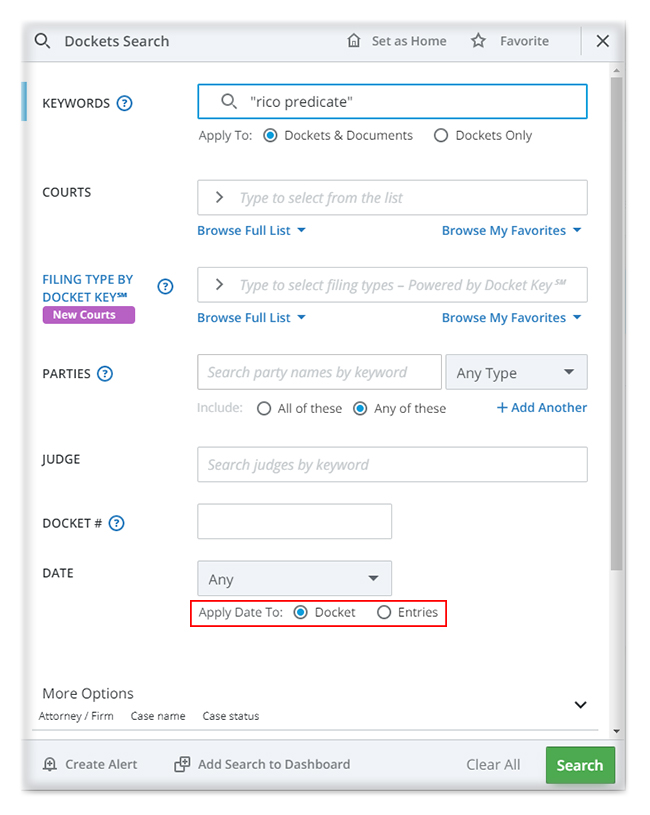 Dockets Search
Set as Home
Favorite
KEYWORDS ?
"rico predicate"
Apply To: Dockets & Documents Dockets Only
COURTS
Type to select from the list
Browse Full List
Browse My Favorites
FILING TYPE BY
DOCKET KEY℠
?
New Courts
Type to select filing types – Powered by Docket Key℠
Browse Full List
Browse My Favorites
PARTIES ?
Search party names by keyword
Any Type
Include: All of these Any of these
+ Add Another
JUDGE
Search judges by keyword
DOCKET # ?
DATE
Any
Apply Date To: Docket Entries
More Options
Attorney / Firm Case name Case status
Create Alert
Add Search to Dashboard
Clear All
Search